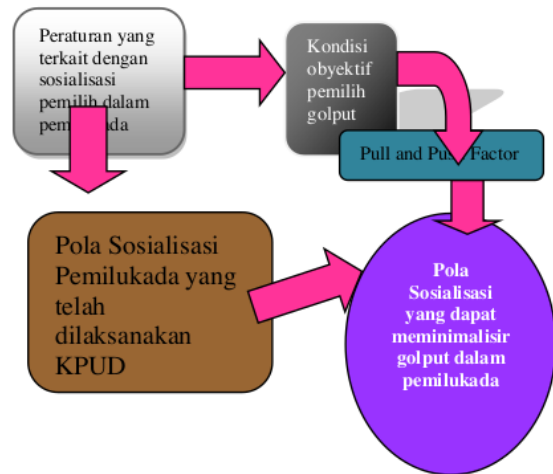 Peraturan yang
terkait dengan
sosialisasi
pemilih dalam
Kondisi
obyektif
pemilih
golput
Pull and Factor
Pola Sosialisasi
Pemilukada yang
telah
dilaksanakan
KPUD
Pola
Sosialisasi
yang dapat
meminimalisir
golput dalam
pemilukada